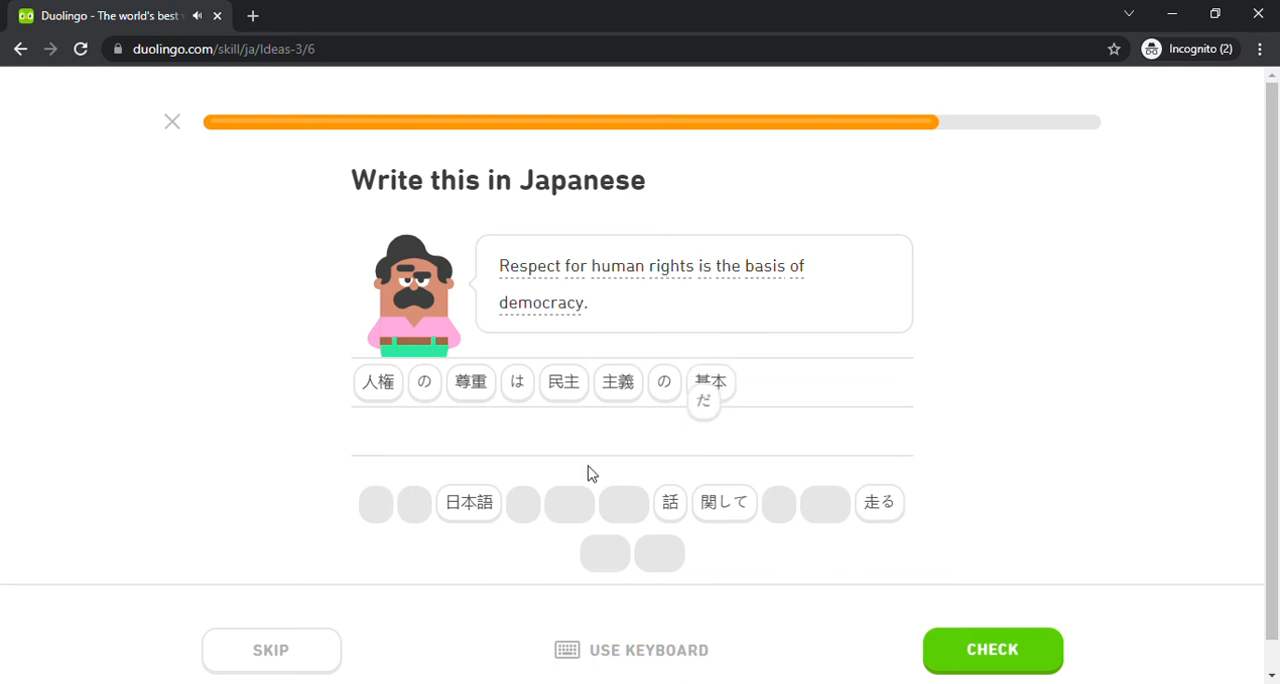 Duolingo - The world's best
duolingo.com/skill/ja/Ideas-3/6
Incognito (2)
Write this in Japanese
Respect for human rights is the basis of
democracy.
人権 の 尊重 は 民主 主義 の 基本
だ
日本語 話 関して 走る
SKIP
USE KEYBOARD
CHECK